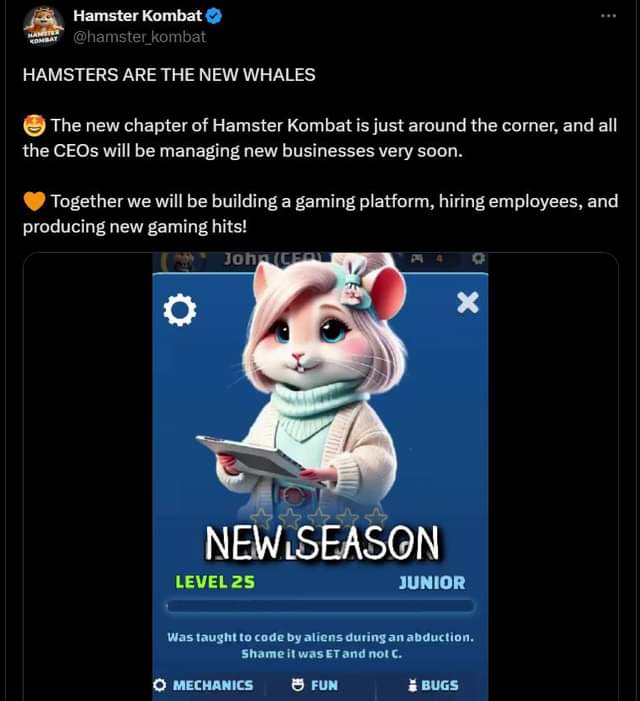 Hamster Kombat
@hamster_kombat
HAMSTERS ARE THE NEW WHALES
🤩 The new chapter of Hamster Kombat is just around the corner, and all
the CEOs will be managing new businesses very soon.
🧡 Together we will be building a gaming platform, hiring employees, and
producing new gaming hits!
John (CEO)
4
NEW SEASON
LEVEL 25
JUNIOR
Was taught to code by aliens during an abduction.
Shame it was ET and not C.
MECHANICS
FUN
BUGS